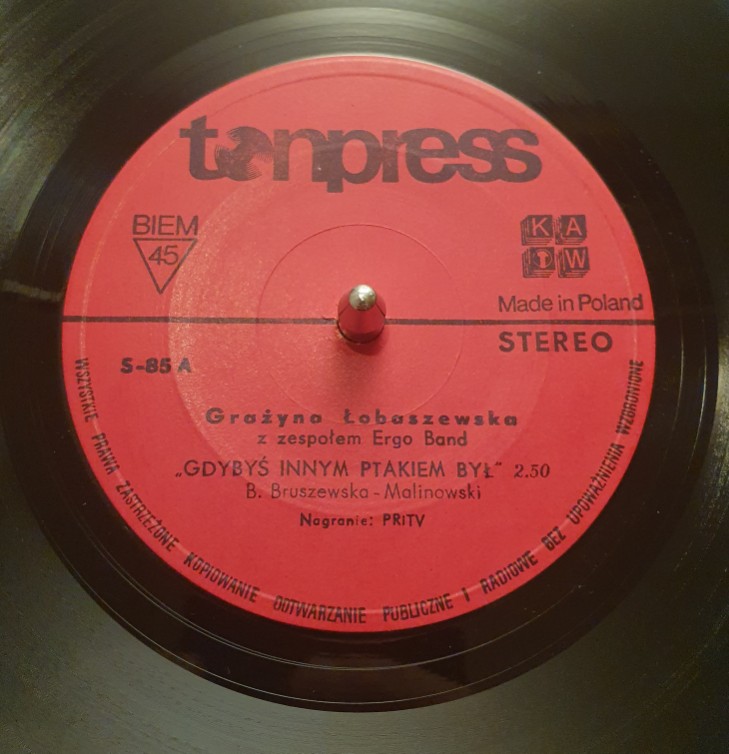 tonpress
BIEM
45
K A
W
Made in Poland
STEREO
S-85 A
Grażyna Łobaszewska
z zespołem Ergo Band
„GDYBYŚ INNYM PTAKIEM BYŁ" 2.50
B. Bruszewska - Malinowski
Nagranie: PRiTV
WSZYSTKIE PRAWA ZASTRZEŻONE KOPIOWANIE ODTWARZANIE PUBLICZNE I RADIOWE BEZ UPOWAŻNIENIA WZBRONIONE